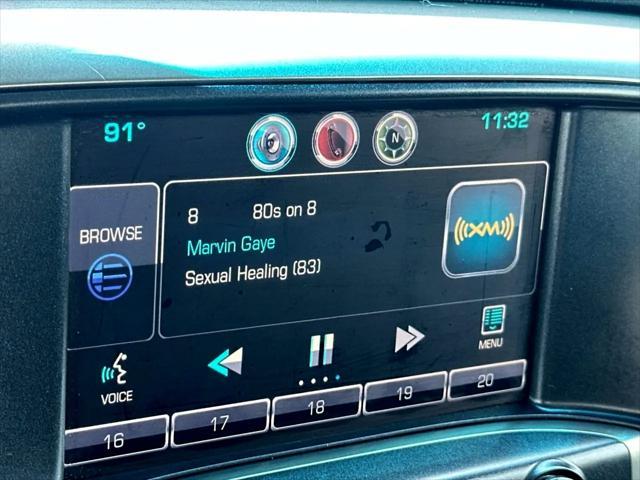 91°
11:32
N
BROWSE
8 80s on 8
Marvin Gaye
Sexual Healing (83)
((XM))
VOICE
MENU
16 17 18 19 20